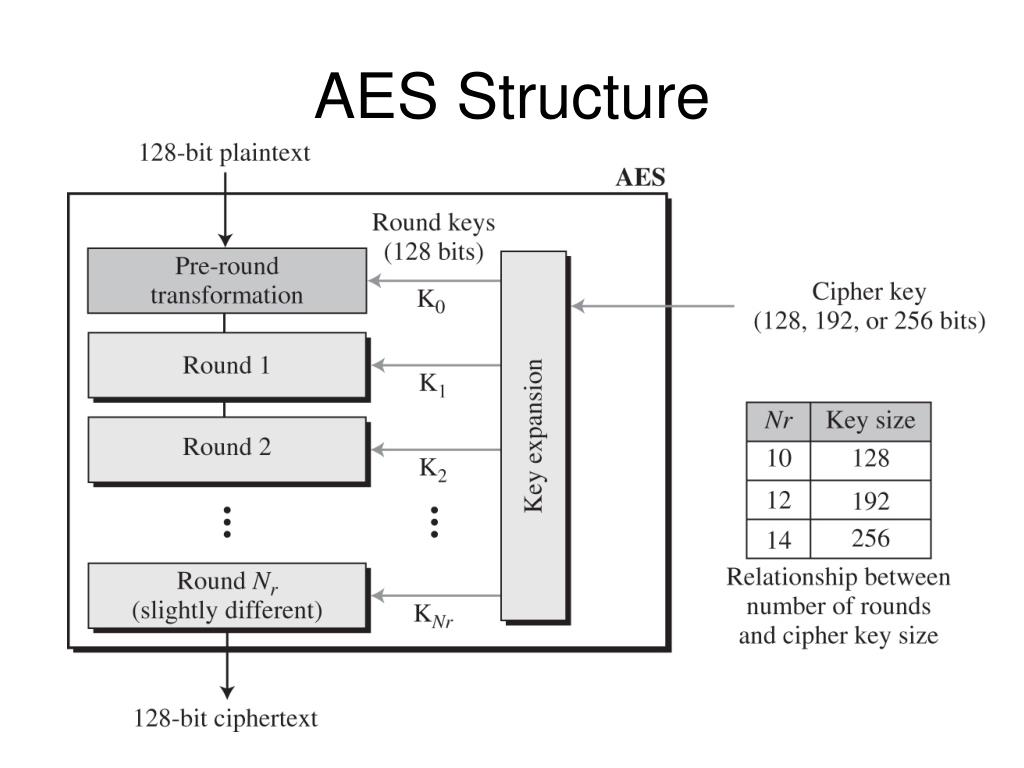 AES Structure
128-bit plaintext
AES
Round keys
(128 bits)
Pre-round
transformation
K0
Cipher key
(128, 192, or 256 bits)
Round 1
K1
Key expansion
Round 2
K2
Nr Key size
10 128
12 192
14 256
Relationship between
number of rounds
and cipher key size
Round Nr
(slightly different)
KNr
128-bit ciphertext